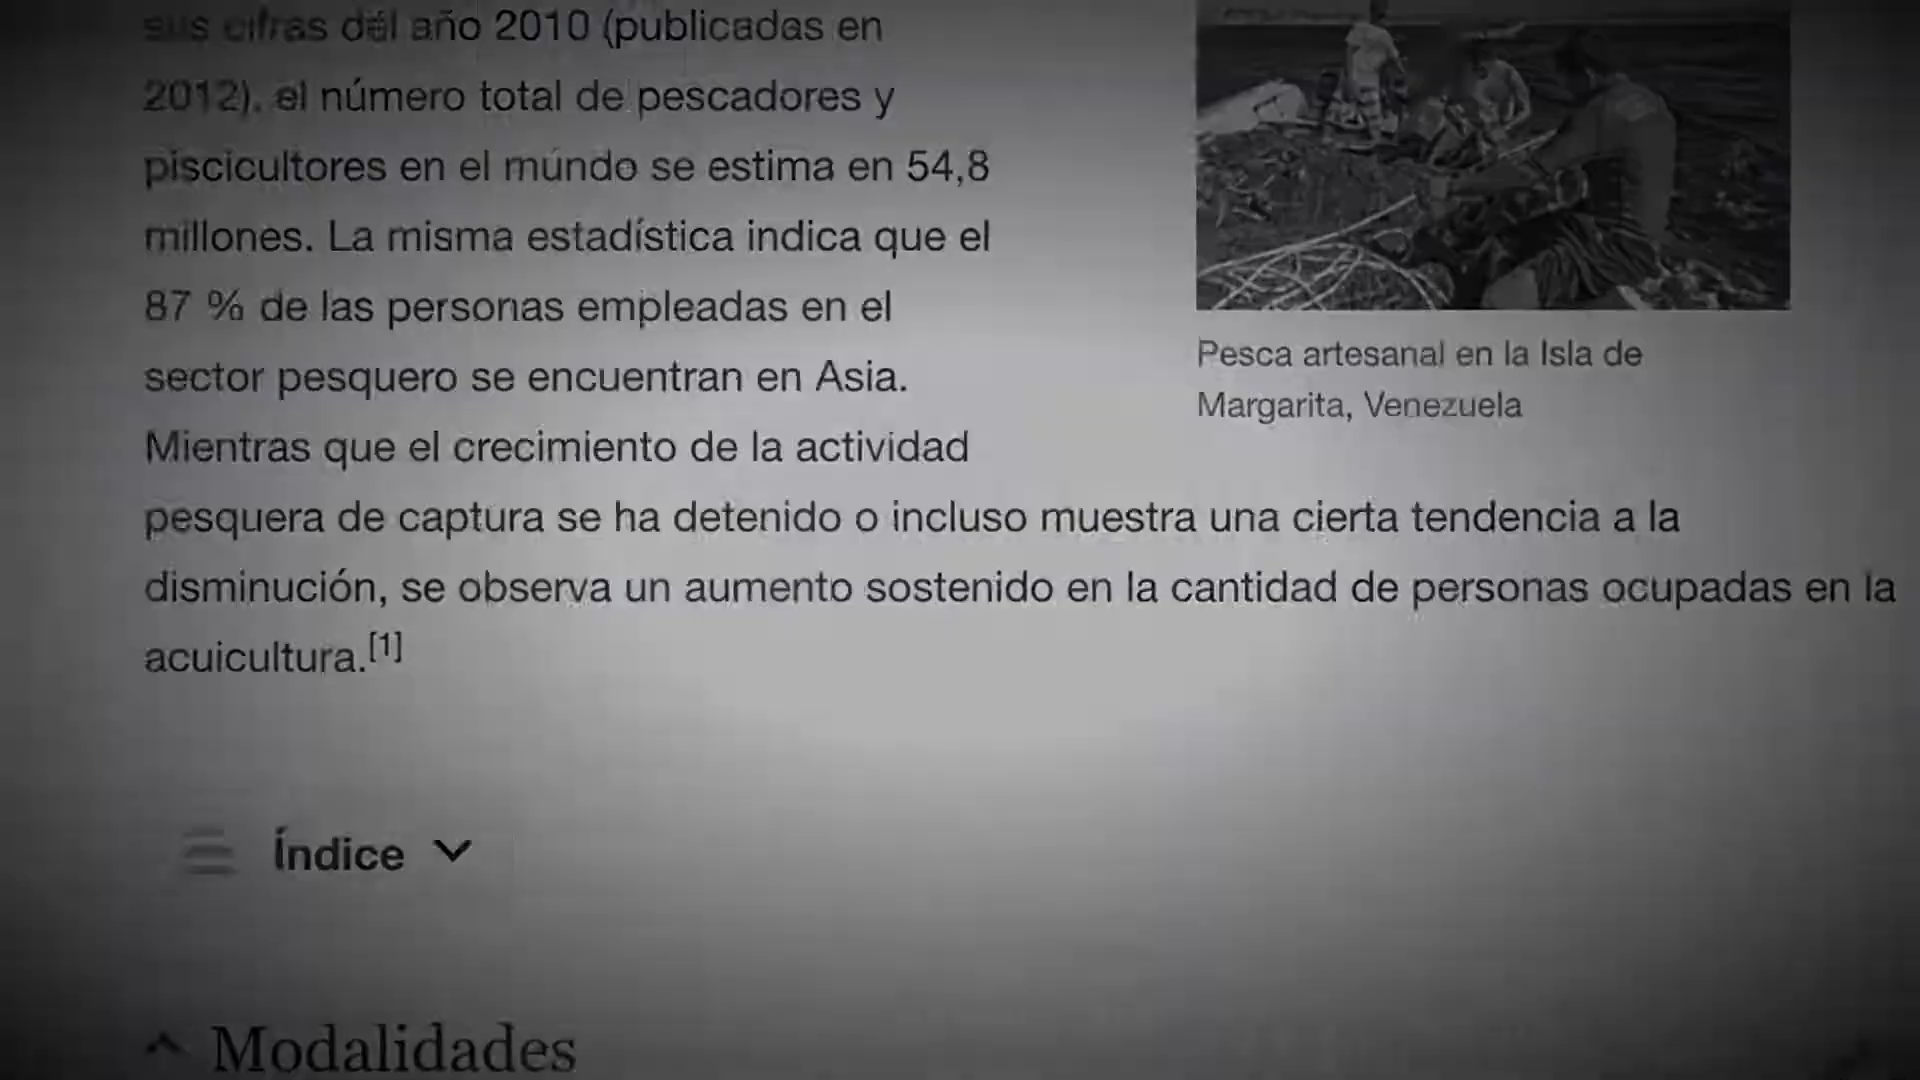 sus cifras del año 2010 (publicadas en
2012), el número total de pescadores y
piscicultores en el mundo se estima en 54,8
millones. La misma estadística indica que el
87 % de las personas empleadas en el
sector pesquero se encuentran en Asia.
Mientras que el crecimiento de la actividad
pesquera de captura se ha detenido o incluso muestra una cierta tendencia a la
disminución, se observa un aumento sostenido en la cantidad de personas ocupadas en la
acuicultura.[1]
Pesca artesanal en la Isla de
Margarita, Venezuela
Índice
Modalidades